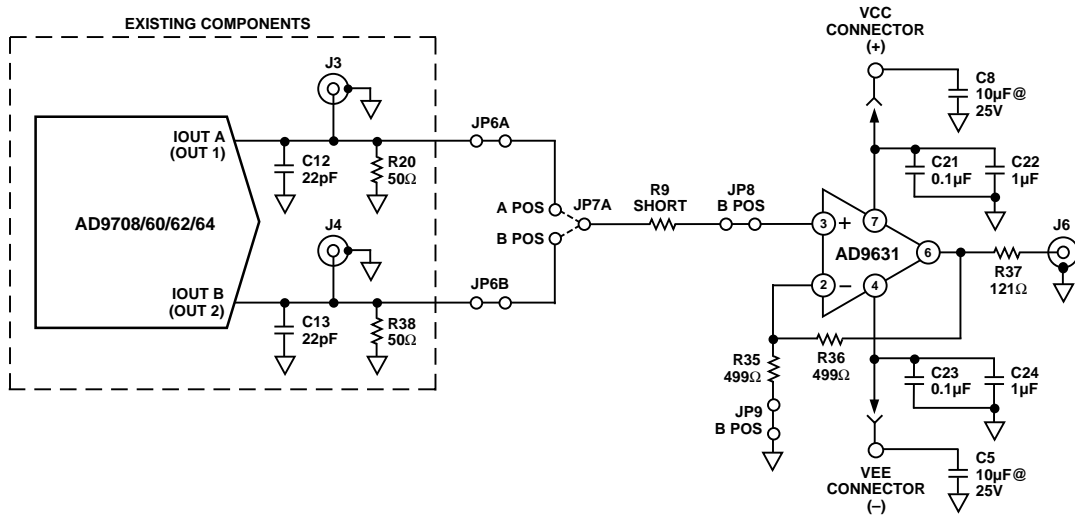 EXISTING COMPONENTS
J3
IOUT A
(OUT 1)
C12
22pF
R20
50Ω
AD9708/60/62/64
J4
IOUT B
(OUT 2)
C13
22pF
R38
50Ω
JP6A
A POS
JP7A
B POS
JP6B
R9
SHORT
JP8
B POS
VCC
CONNECTOR
(+)
C8
10µF@
25V
C21
0.1µF
C22
1µF
3
+
7
AD9631
6
2
–
4
R37
121Ω
J6
R35
499Ω
R36
499Ω
JP9
B POS
C23
0.1µF
C24
1µF
VEE
CONNECTOR
(–)
C5
10µF@
25V